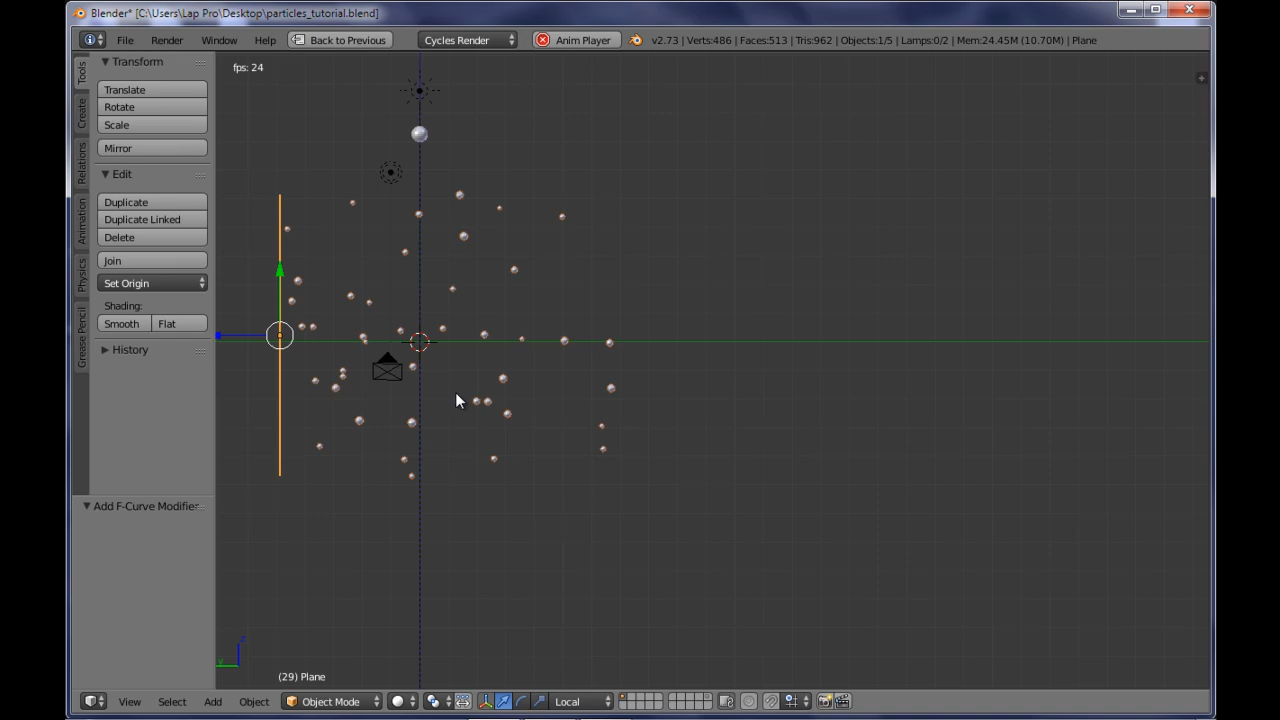 Blender* [C:\Users\Lap Pro\Desktop\particles_tutorial.blend]
File Render Window Help Back to Previous Cycles Render Anim Player v2.73 | Verts:486 | Faces:513 | Tris:962 | Objects:1/5 | Lamps:0/2 | Mem:24.45M (10.70M) | Plane
Tools
Create
Relations
Animation
Physics
Grease Pencil
Transform
Translate
Rotate
Scale
Mirror
Edit
Duplicate
Duplicate Linked
Delete
Join
Set Origin
Shading:
Smooth Flat
History
Add F-Curve Modifier
fps: 24
z
y
(29) Plane
View Select Add Object Object Mode Local